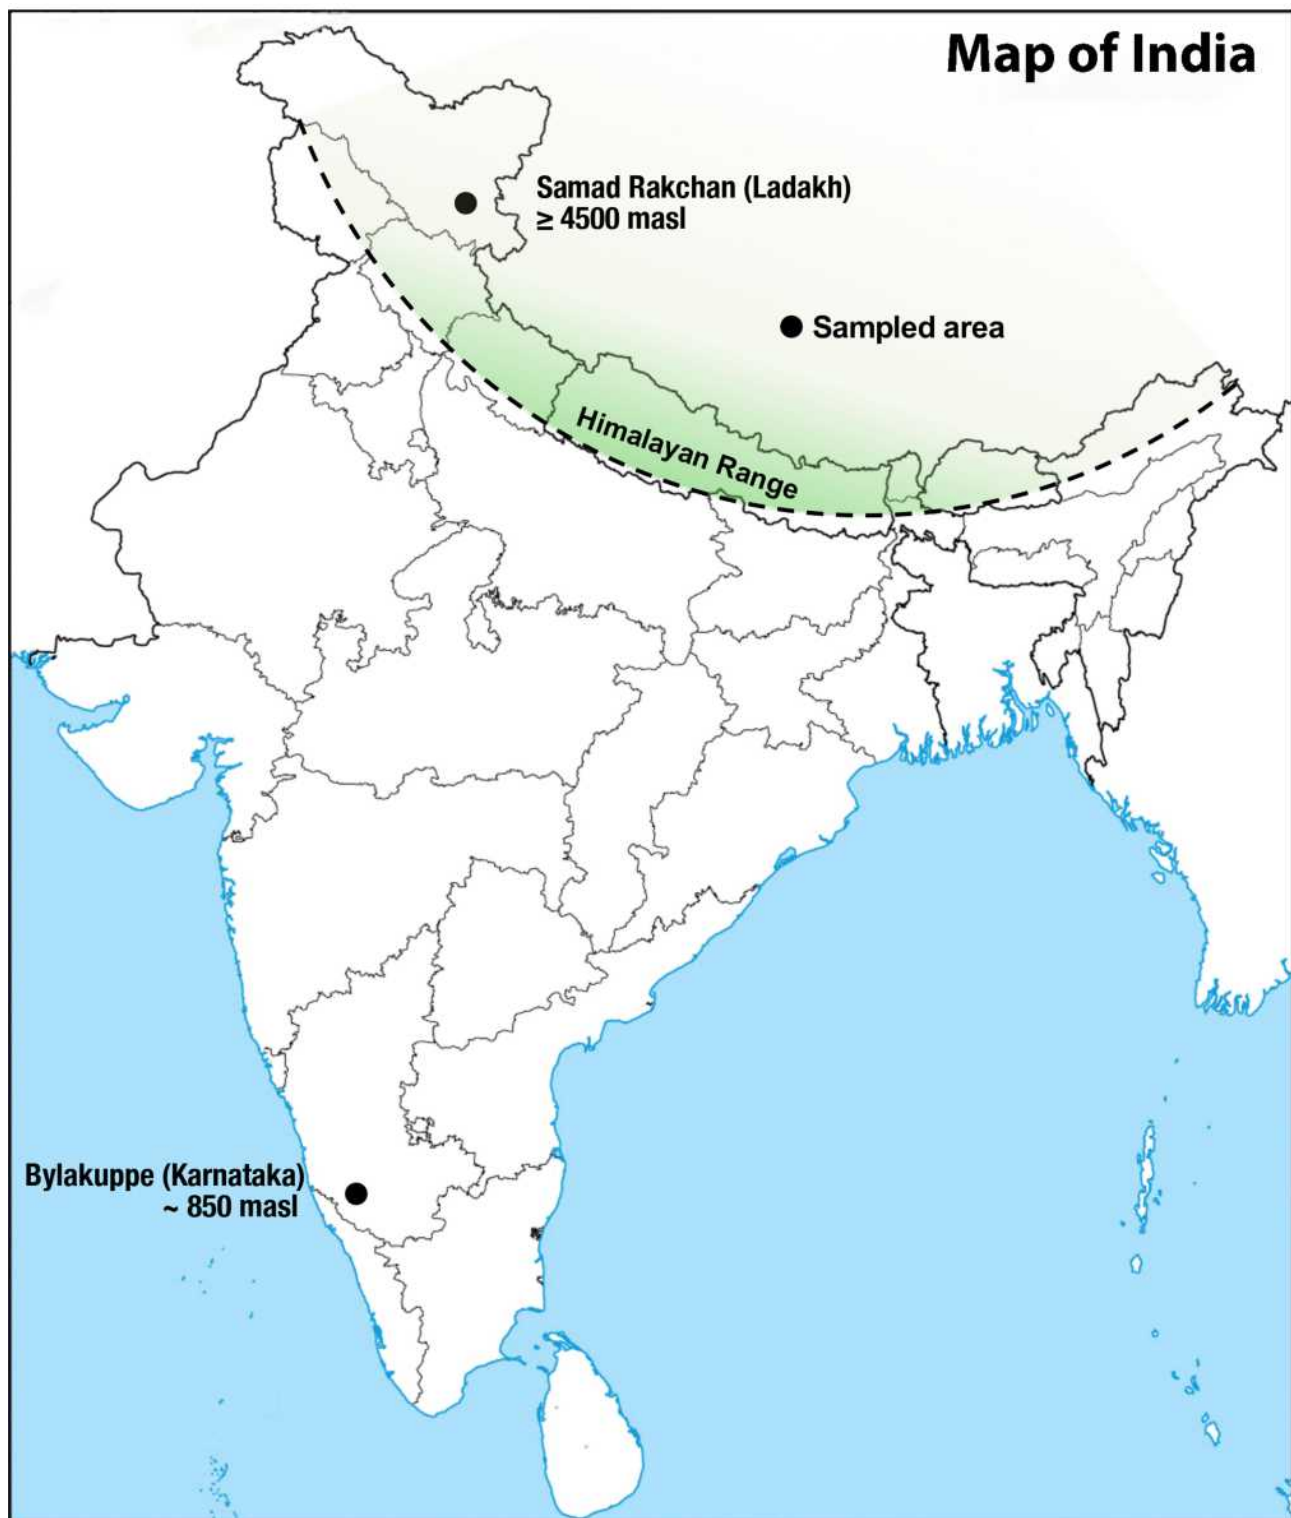 Map of India
Samad Rakchan (Ladakh)
≥ 4500 masl
Sampled area
Himalayan Range
Bylakuppe (Karnataka)
~ 850 masl